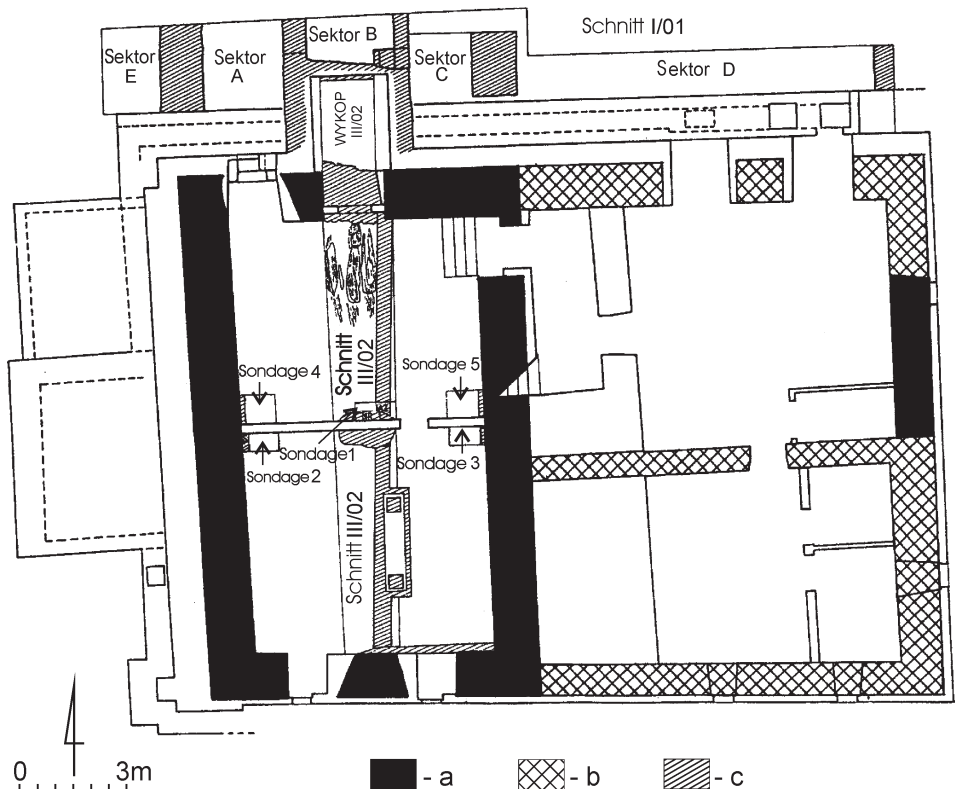 Schnitt I/01
Sektor
E
Sektor
A
Sektor B
Sektor
C
Sektor D
WYKOP
III/02
Schnitt
III/02
Sondage 4
Sondage 5
Sondage 1
Sondage 2
Sondage 3
Schnitt III/02
0 3m
- a
- b
- c